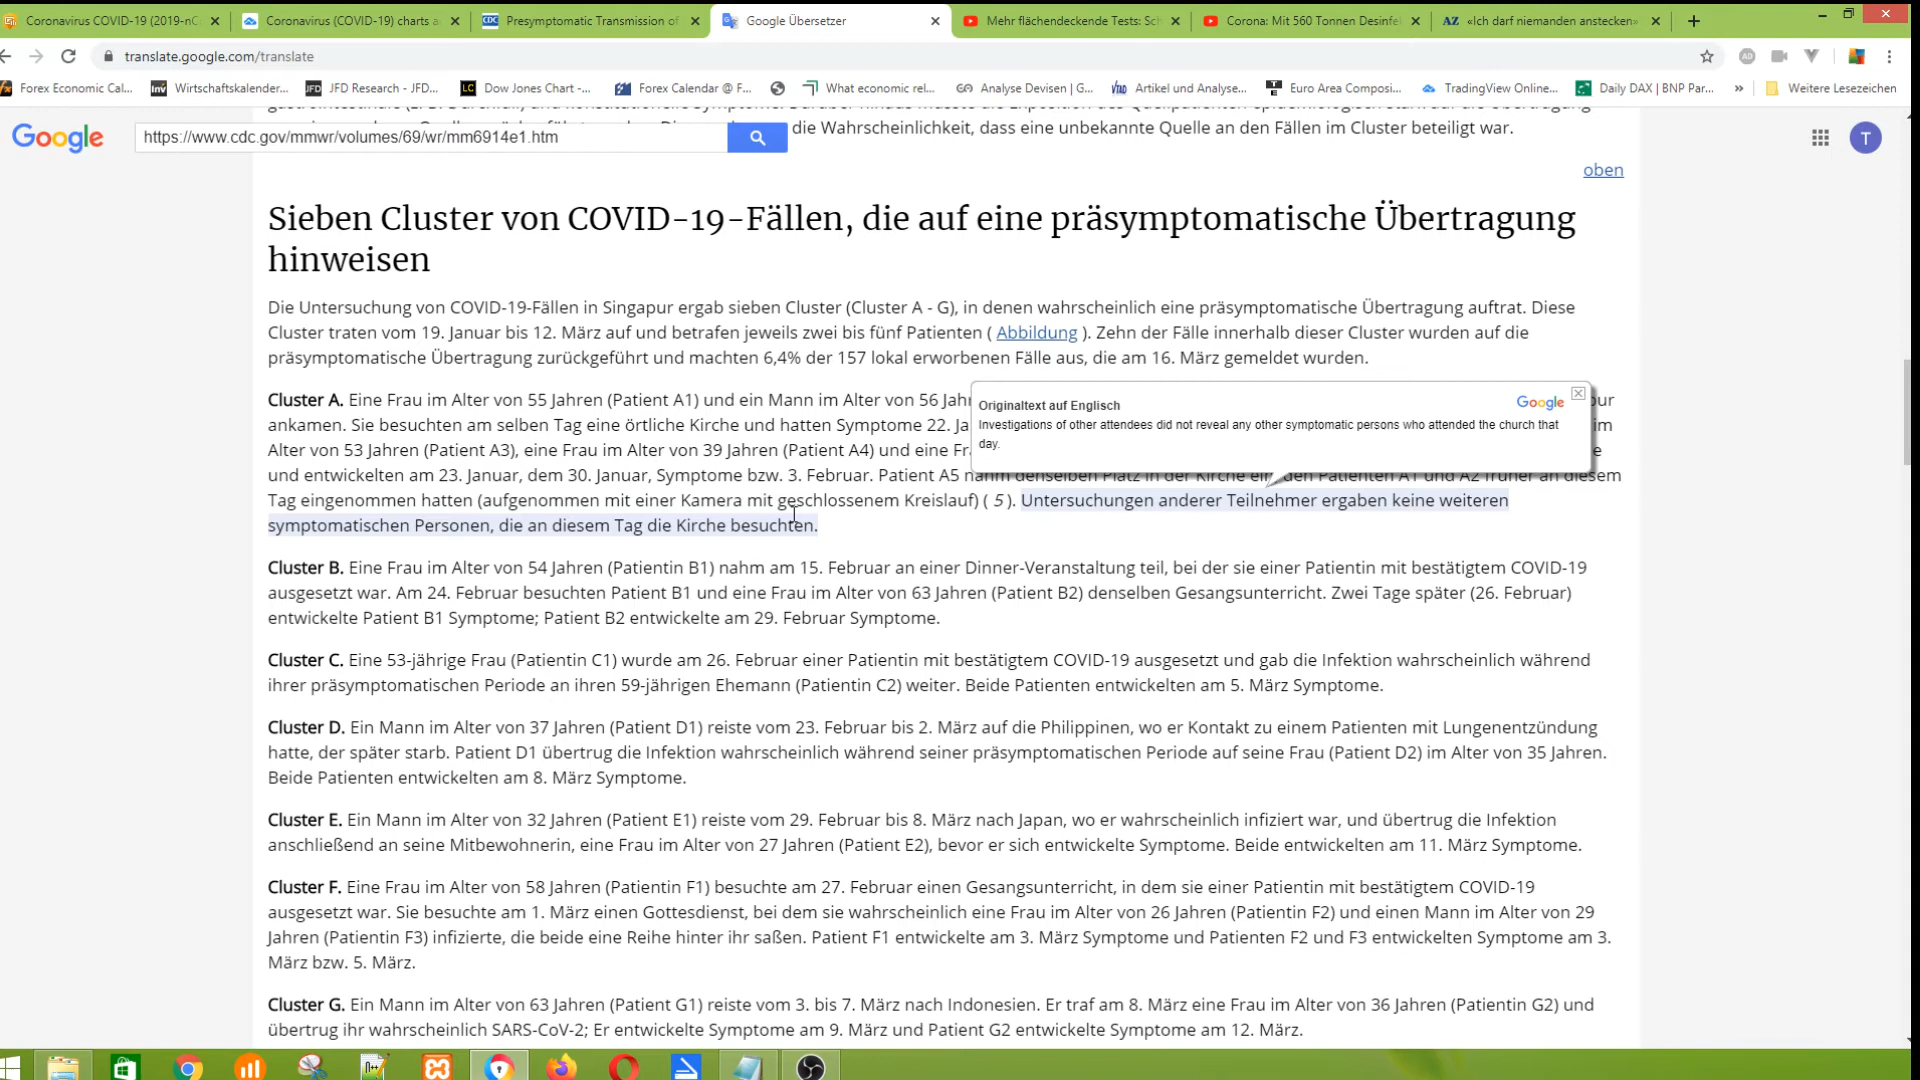 Coronavirus COVID-19 (2019-nC
Coronavirus (COVID-19) charts a
CDC Presymptomatic Transmission of
Google Übersetzer
Mehr flächendeckende Tests: Sch
Corona: Mit 560 Tonnen Desinfe
AZ «Ich darf niemanden anstecken»
translate.google.com/translate
Forex Economic Cal...
Inv Wirtschaftskalender...
JFD JFD Research - JFD...
LC Dow Jones Chart -...
Forex Calendar @ F...
What economic rel...
Analyse Devisen | G...
Artikel und Analyse...
Euro Area Composi...
TradingView Online...
Daily DAX | BNP Par...
»
Weitere Lesezeichen
Google
https://www.cdc.gov/mmwr/volumes/69/wr/mm6914e1.htm
T
die Wahrscheinlichkeit, dass eine unbekannte Quelle an den Fällen im Cluster beteiligt war.
oben
Sieben Cluster von COVID-19-Fällen, die auf eine präsymptomatische Übertragung
hinweisen
Die Untersuchung von COVID-19-Fällen in Singapur ergab sieben Cluster (Cluster A - G), in denen wahrscheinlich eine präsymptomatische Übertragung auftrat. Diese
Cluster traten vom 19. Januar bis 12. März auf und betrafen jeweils zwei bis fünf Patienten ( Abbildung ). Zehn der Fälle innerhalb dieser Cluster wurden auf die
präsymptomatische Übertragung zurückgeführt und machten 6,4% der 157 lokal erworbenen Fälle aus, die am 16. März gemeldet wurden.
Cluster A. Eine Frau im Alter von 55 Jahren (Patient A1) und ein Mann im Alter von 56 Jahr
ankamen. Sie besuchten am selben Tag eine örtliche Kirche und hatten Symptome 22. Ja
Alter von 53 Jahren (Patient A3), eine Frau im Alter von 39 Jahren (Patient A4) und eine Fr
und entwickelten am 23. Januar, dem 30. Januar, Symptome bzw. 3. Februar. Patient A5 nahm denselben Platz in der Kirche ein, den Patienten A1 und A2 früher an diesem
Tag eingenommen hatten (aufgenommen mit einer Kamera mit geschlossenem Kreislauf) ( 5 ). Untersuchungen anderer Teilnehmer ergaben keine weiteren
symptomatischen Personen, die an diesem Tag die Kirche besuchten.
Originaltext auf Englisch
Google
Investigations of other attendees did not reveal any other symptomatic persons who attended the church that
day.
Cluster B. Eine Frau im Alter von 54 Jahren (Patientin B1) nahm am 15. Februar an einer Dinner-Veranstaltung teil, bei der sie einer Patientin mit bestätigtem COVID-19
ausgesetzt war. Am 24. Februar besuchten Patient B1 und eine Frau im Alter von 63 Jahren (Patient B2) denselben Gesangsunterricht. Zwei Tage später (26. Februar)
entwickelte Patient B1 Symptome; Patient B2 entwickelte am 29. Februar Symptome.
Cluster C. Eine 53-jährige Frau (Patientin C1) wurde am 26. Februar einer Patientin mit bestätigtem COVID-19 ausgesetzt und gab die Infektion wahrscheinlich während
ihrer präsymptomatischen Periode an ihren 59-jährigen Ehemann (Patientin C2) weiter. Beide Patienten entwickelten am 5. März Symptome.
Cluster D. Ein Mann im Alter von 37 Jahren (Patient D1) reiste vom 23. Februar bis 2. März auf die Philippinen, wo er Kontakt zu einem Patienten mit Lungenentzündung
hatte, der später starb. Patient D1 übertrug die Infektion wahrscheinlich während seiner präsymptomatischen Periode auf seine Frau (Patient D2) im Alter von 35 Jahren.
Beide Patienten entwickelten am 8. März Symptome.
Cluster E. Ein Mann im Alter von 32 Jahren (Patient E1) reiste vom 29. Februar bis 8. März nach Japan, wo er wahrscheinlich infiziert war, und übertrug die Infektion
anschließend an seine Mitbewohnerin, eine Frau im Alter von 27 Jahren (Patient E2), bevor er sich entwickelte Symptome. Beide entwickelten am 11. März Symptome.
Cluster F. Eine Frau im Alter von 58 Jahren (Patientin F1) besuchte am 27. Februar einen Gesangsunterricht, in dem sie einer Patientin mit bestätigtem COVID-19
ausgesetzt war. Sie besuchte am 1. März einen Gottesdienst, bei dem sie wahrscheinlich eine Frau im Alter von 26 Jahren (Patientin F2) und einen Mann im Alter von 29
Jahren (Patientin F3) infizierte, die beide eine Reihe hinter ihr saßen. Patient F1 entwickelte am 3. März Symptome und Patienten F2 und F3 entwickelten Symptome am 3.
März bzw. 5. März.
Cluster G. Ein Mann im Alter von 63 Jahren (Patient G1) reiste vom 3. bis 7. März nach Indonesien. Er traf am 8. März eine Frau im Alter von 36 Jahren (Patientin G2) und
übertrug ihr wahrscheinlich SARS-CoV-2; Er entwickelte Symptome am 9. März und Patient G2 entwickelte Symptome am 12. März.